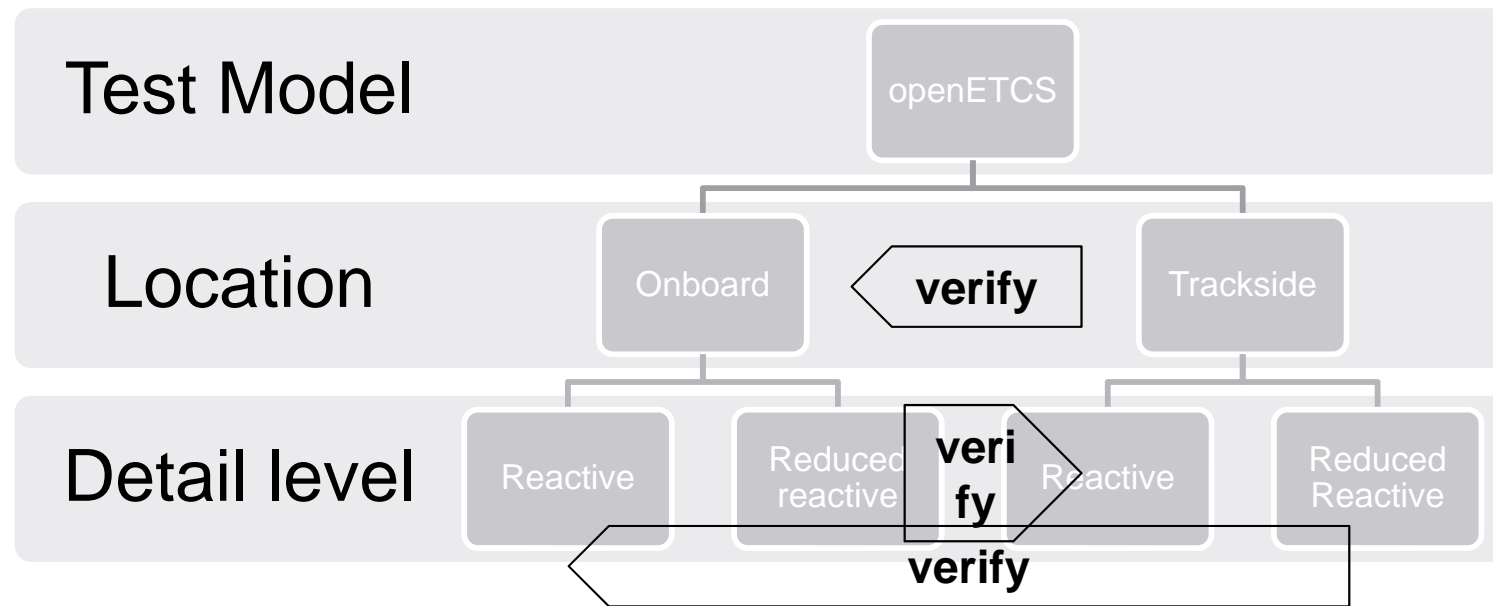 Test Model
openETCS
Location
Onboard
verify
Trackside
Detail level
Reactive
Reduced
reactive
veri
fy
Reactive
Reduced
Reactive
verify